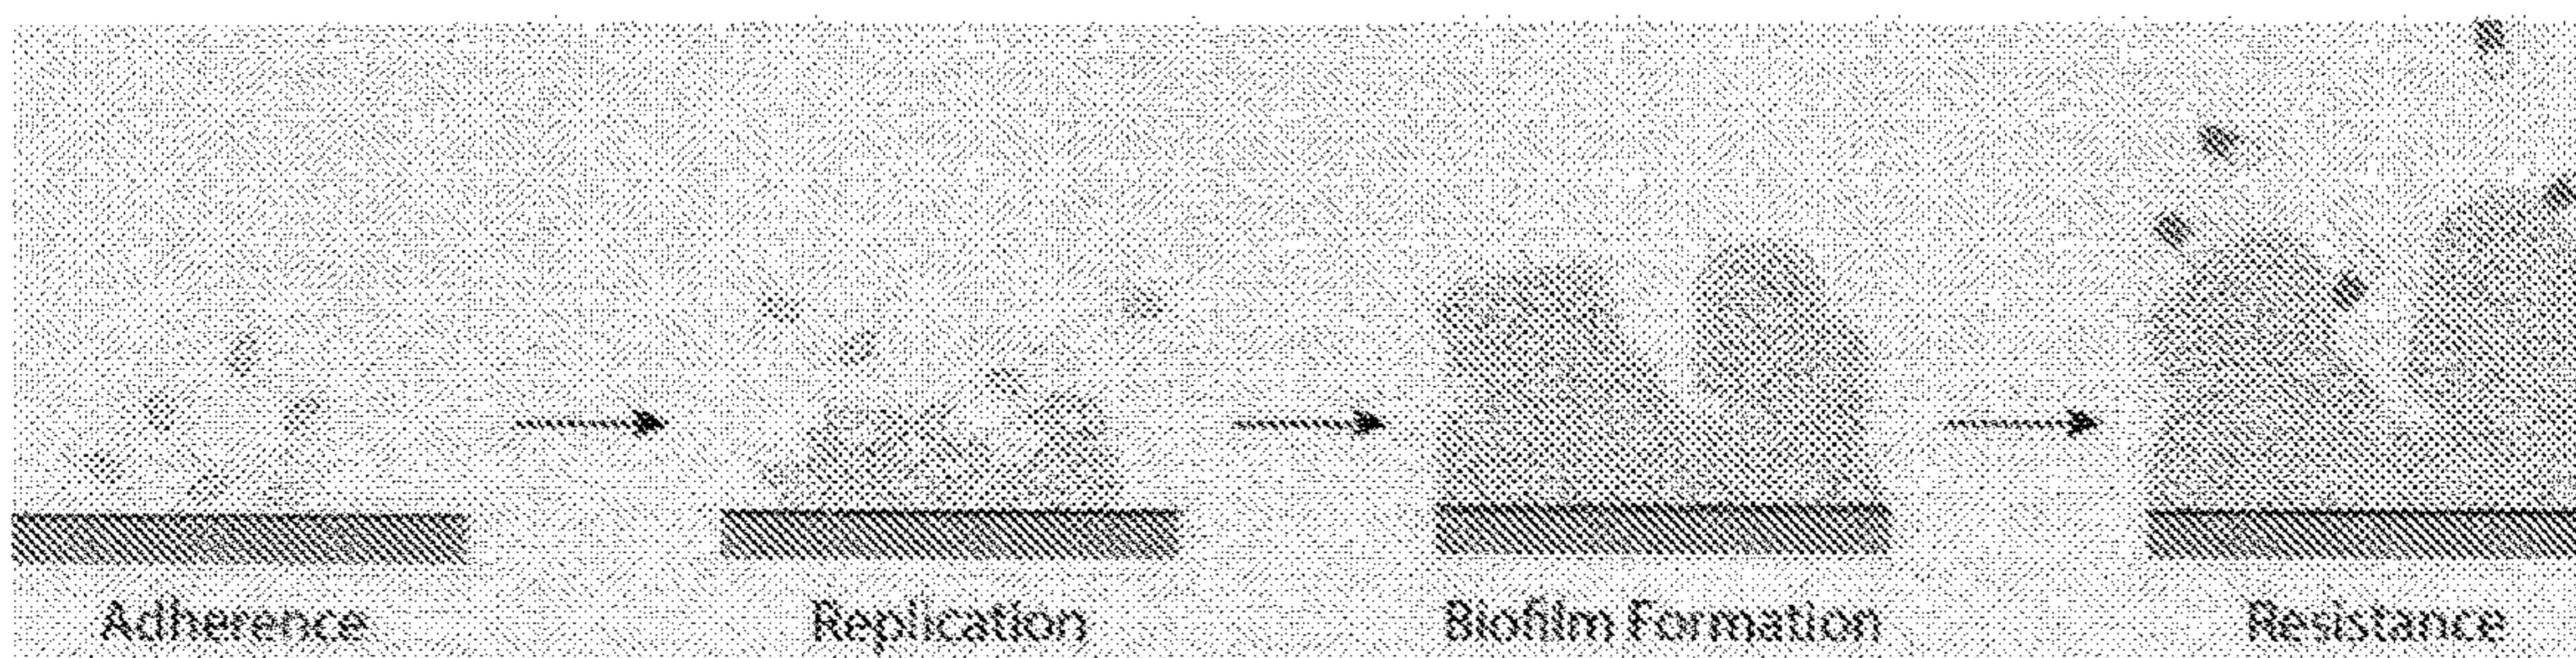 Adherence
Replication
Biofilm Formation
Resistance